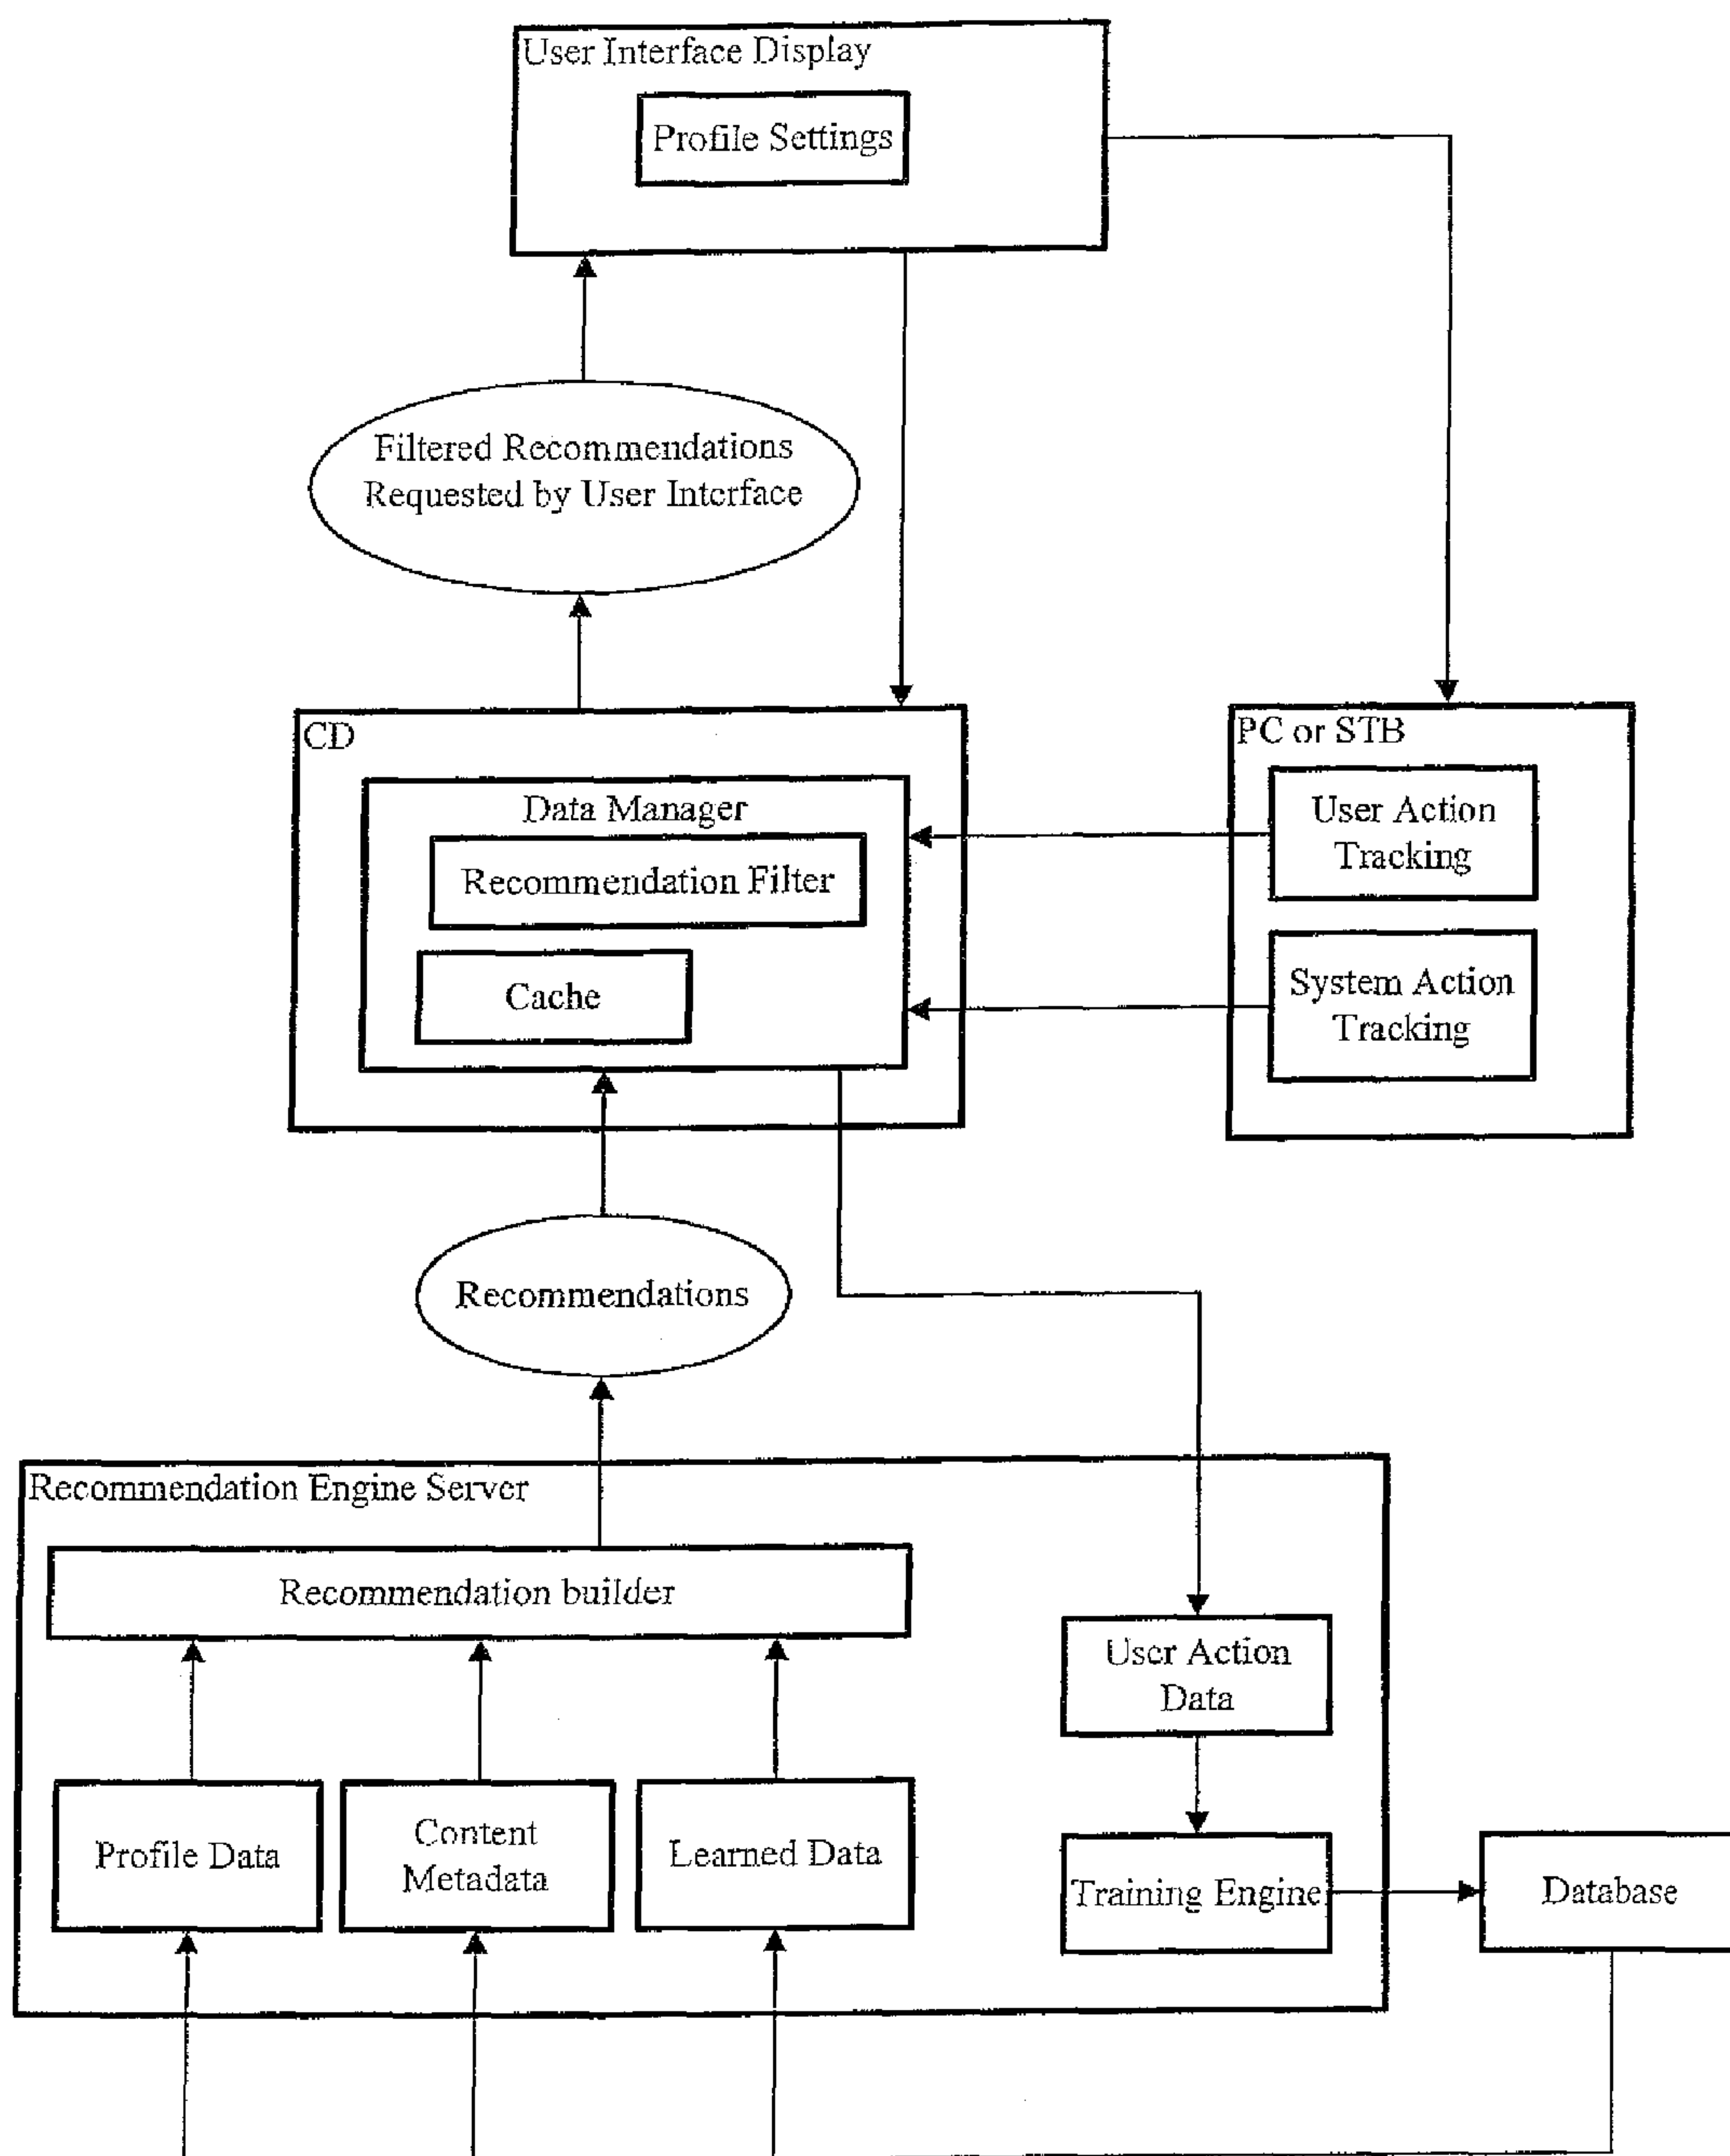 User Interface Display
Profile Settings
Filtered Recommendations
Requested by User Interface
CD
Data Manager
Recommendation Filter
Cache
PC or STB
User Action
Tracking
System Action
Tracking
Recommendations
Recommendation Engine Server
Recommendation builder
User Action
Data
Profile Data
Content
Metadata
Learned Data
Training Engine
Database